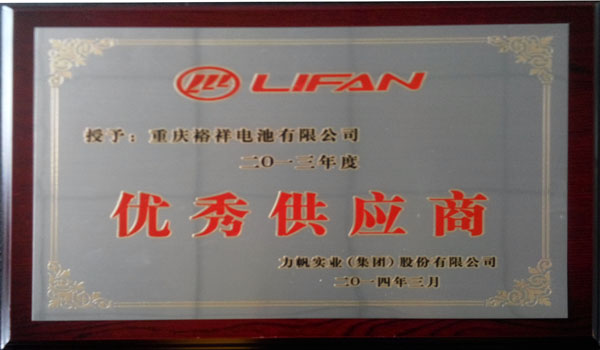 LIFAN
授予：重庆裕祥电池有限公司
二〇一三年度
优秀供应商
力帆实业（集团）股份有限公司
二〇一四年三月